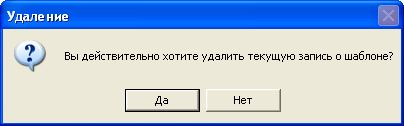 Удаление
Вы действительно хотите удалить текущую запись о шаблоне?
Да
Нет